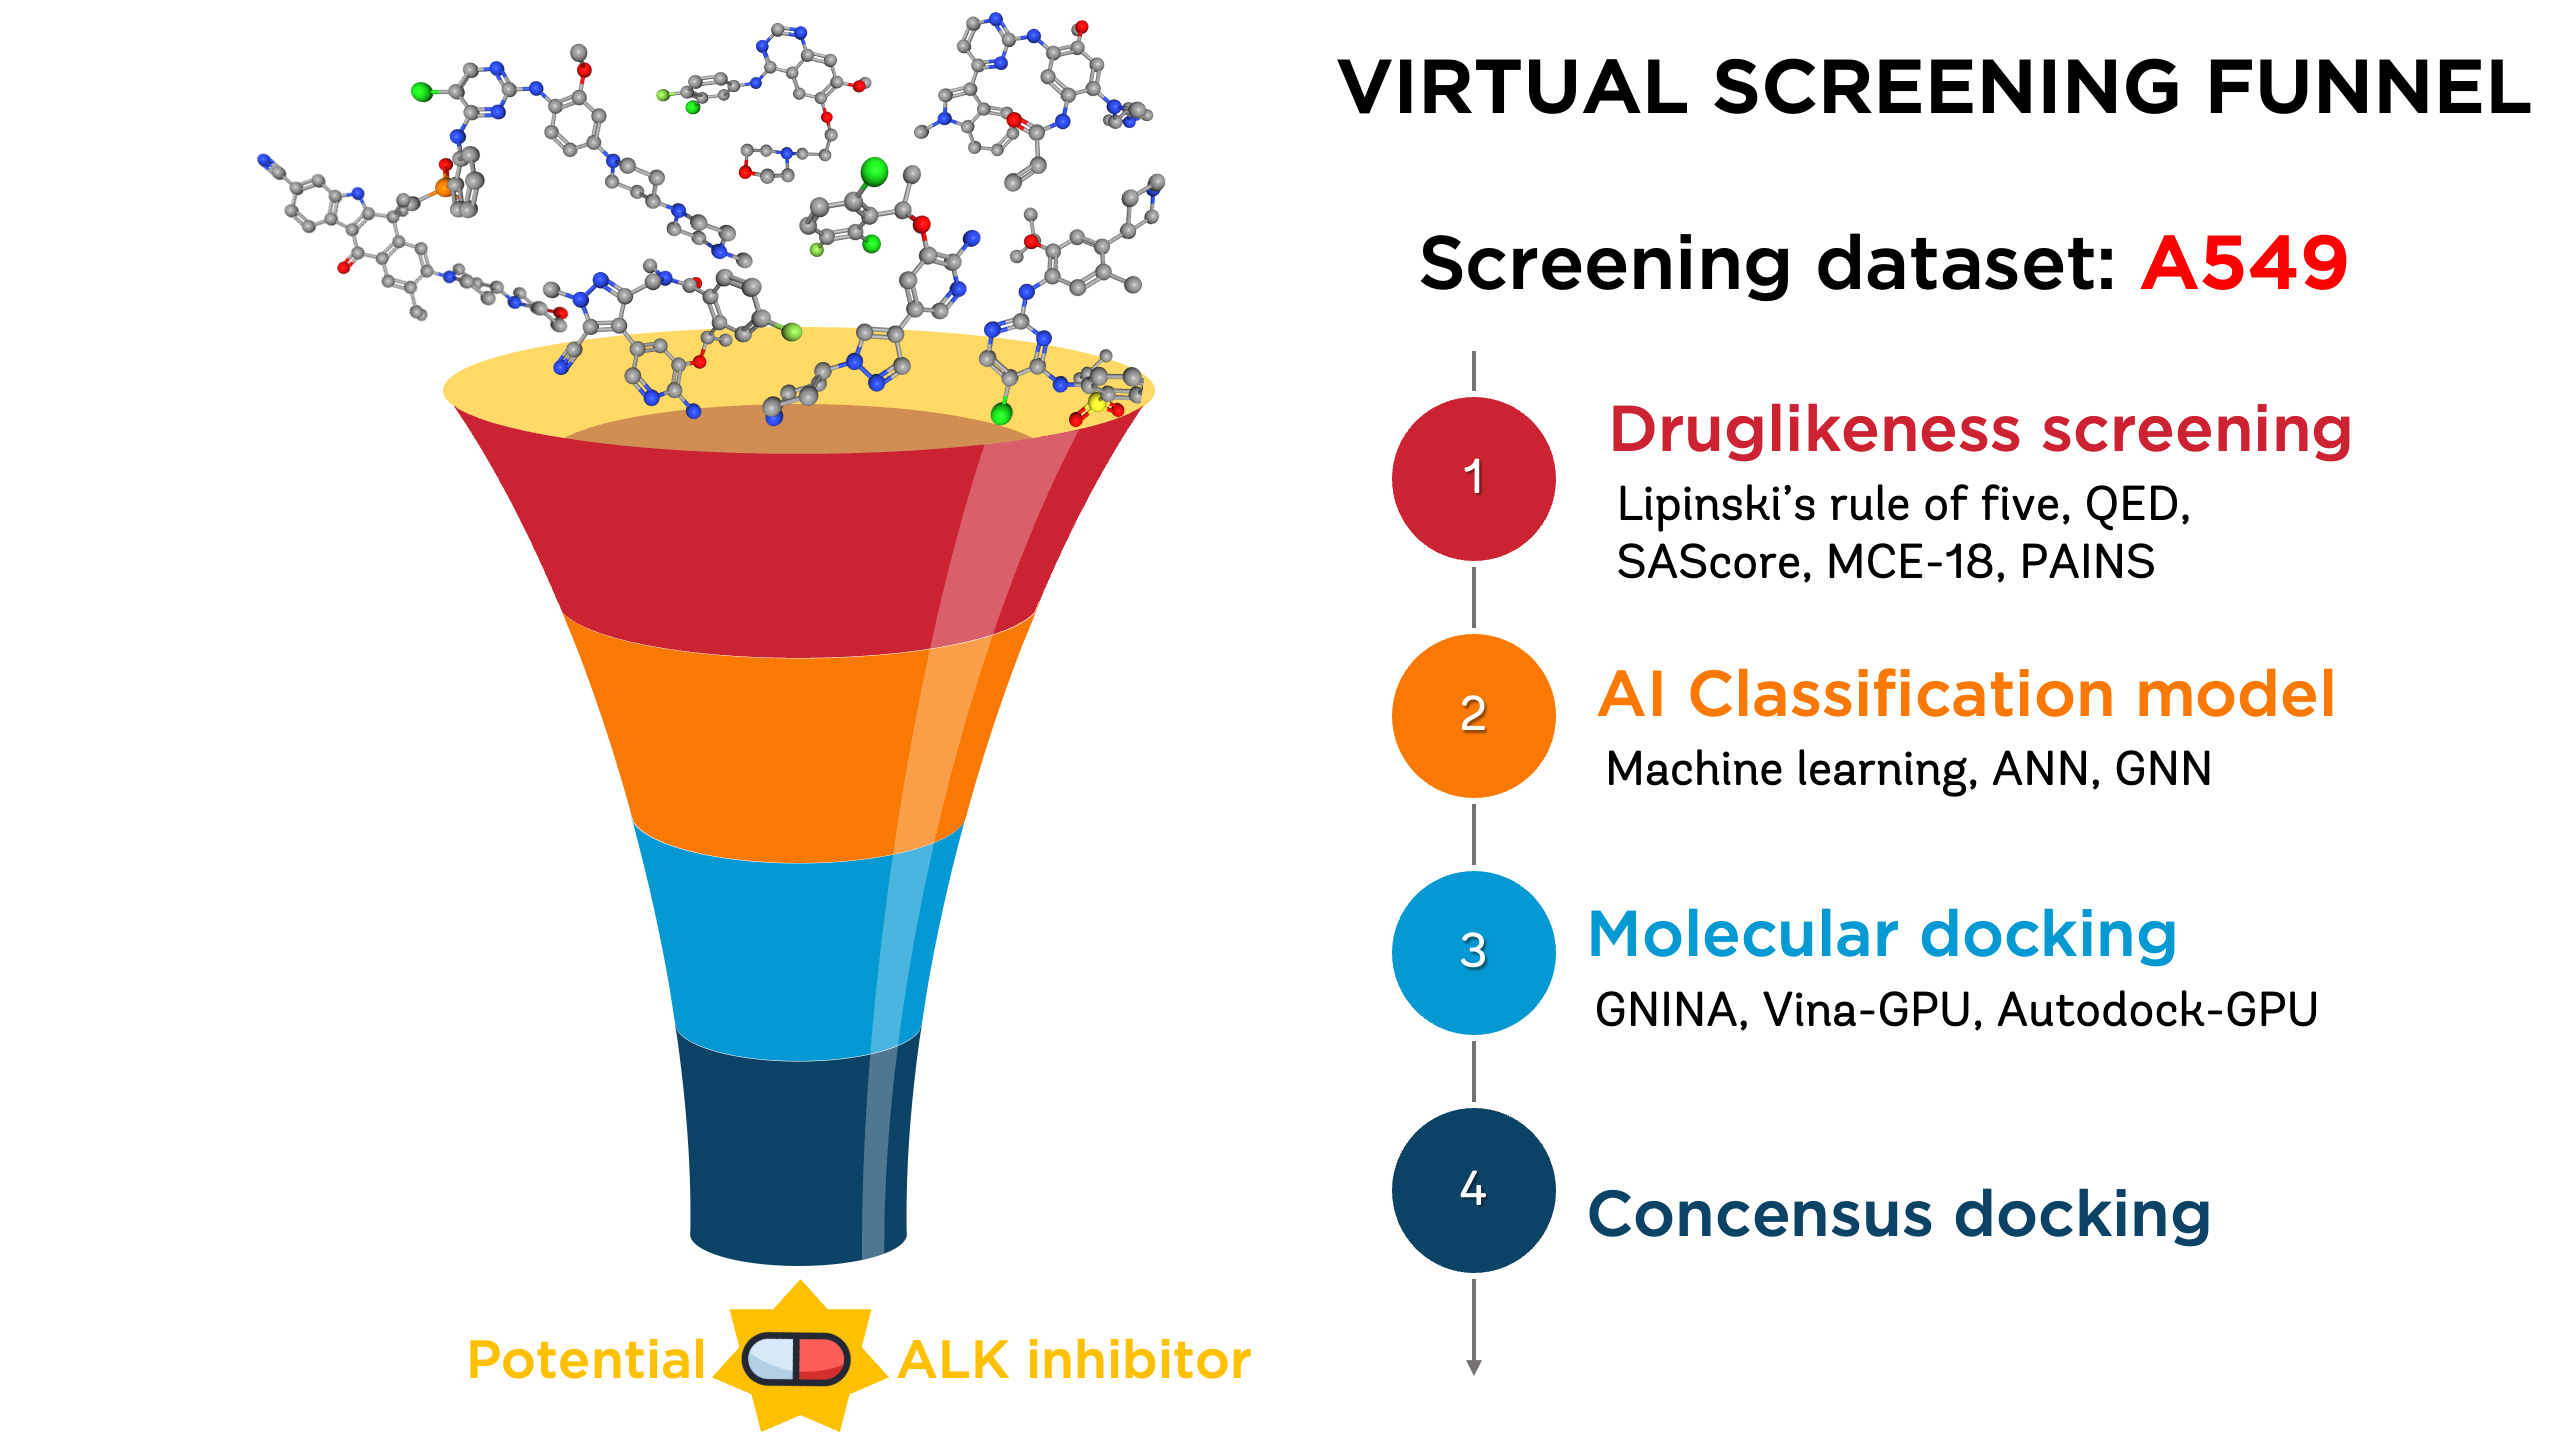 VIRTUAL SCREENING FUNNEL
Screening dataset: A549
1
Druglikeness screening
Lipinski’s rule of five, QED,
SAScore, MCE-18, PAINS
2
AI Classification model
Machine learning, ANN, GNN
3
Molecular docking
GNINA, Vina-GPU, Autodock-GPU
4
Concensus docking
Potential ALK inhibitor